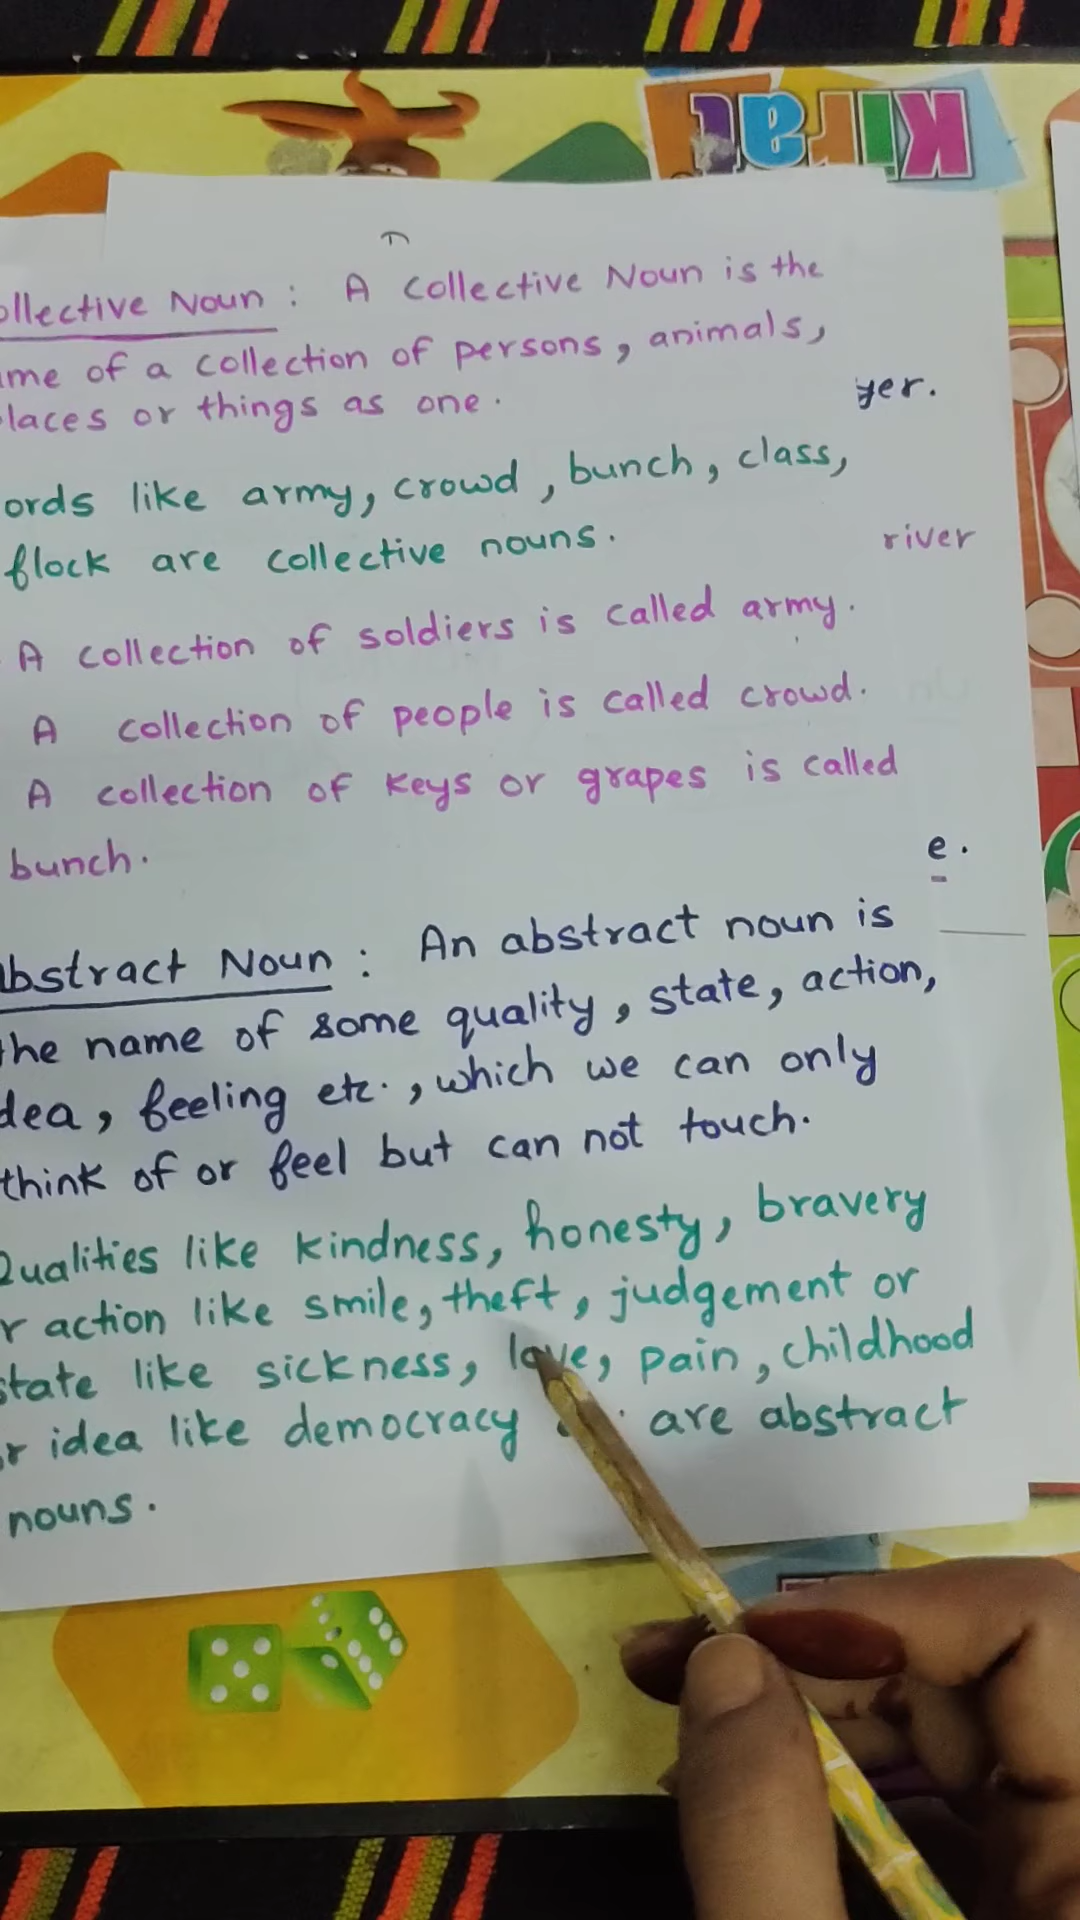 Kirat
ollective Noun : A collective Noun is the
me of a collection of persons, animals,
laces or things as one.
yer.
ords like army, crowd, bunch, class,
flock are collective nouns.
river
A collection of soldiers is called army.
A collection of people is called crowd.
A collection of keys or grapes is called
bunch.
e.
bstract Noun : An abstract noun is
the name of some quality, state, action,
dea, feeling etc., which we can only
think of or feel but can not touch.
Qualities like kindness, honesty, bravery
r action like smile, theft, judgement or
state like sickness, love, pain, childhood
or idea like democracy are abstract
nouns.